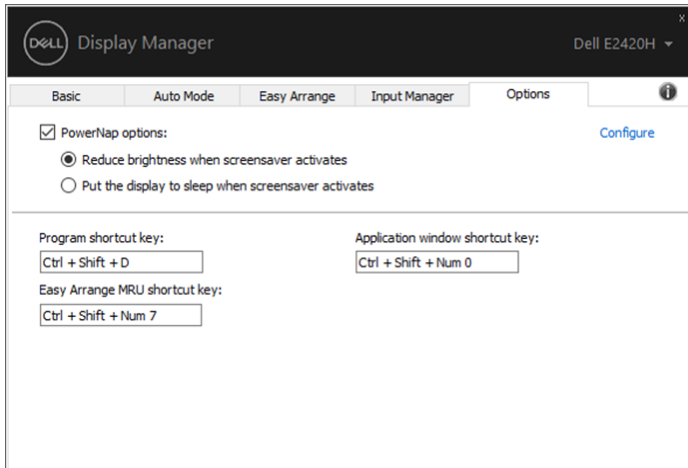 x
DELL Display Manager
Dell E2420H
Basic Auto Mode Easy Arrange Input Manager Options i
PowerNap options: Configure
Reduce brightness when screensaver activates
Put the display to sleep when screensaver activates
Program shortcut key: Application window shortcut key:
Ctrl + Shift + D Ctrl + Shift + Num 0
Easy Arrange MRU shortcut key:
Ctrl + Shift + Num 7